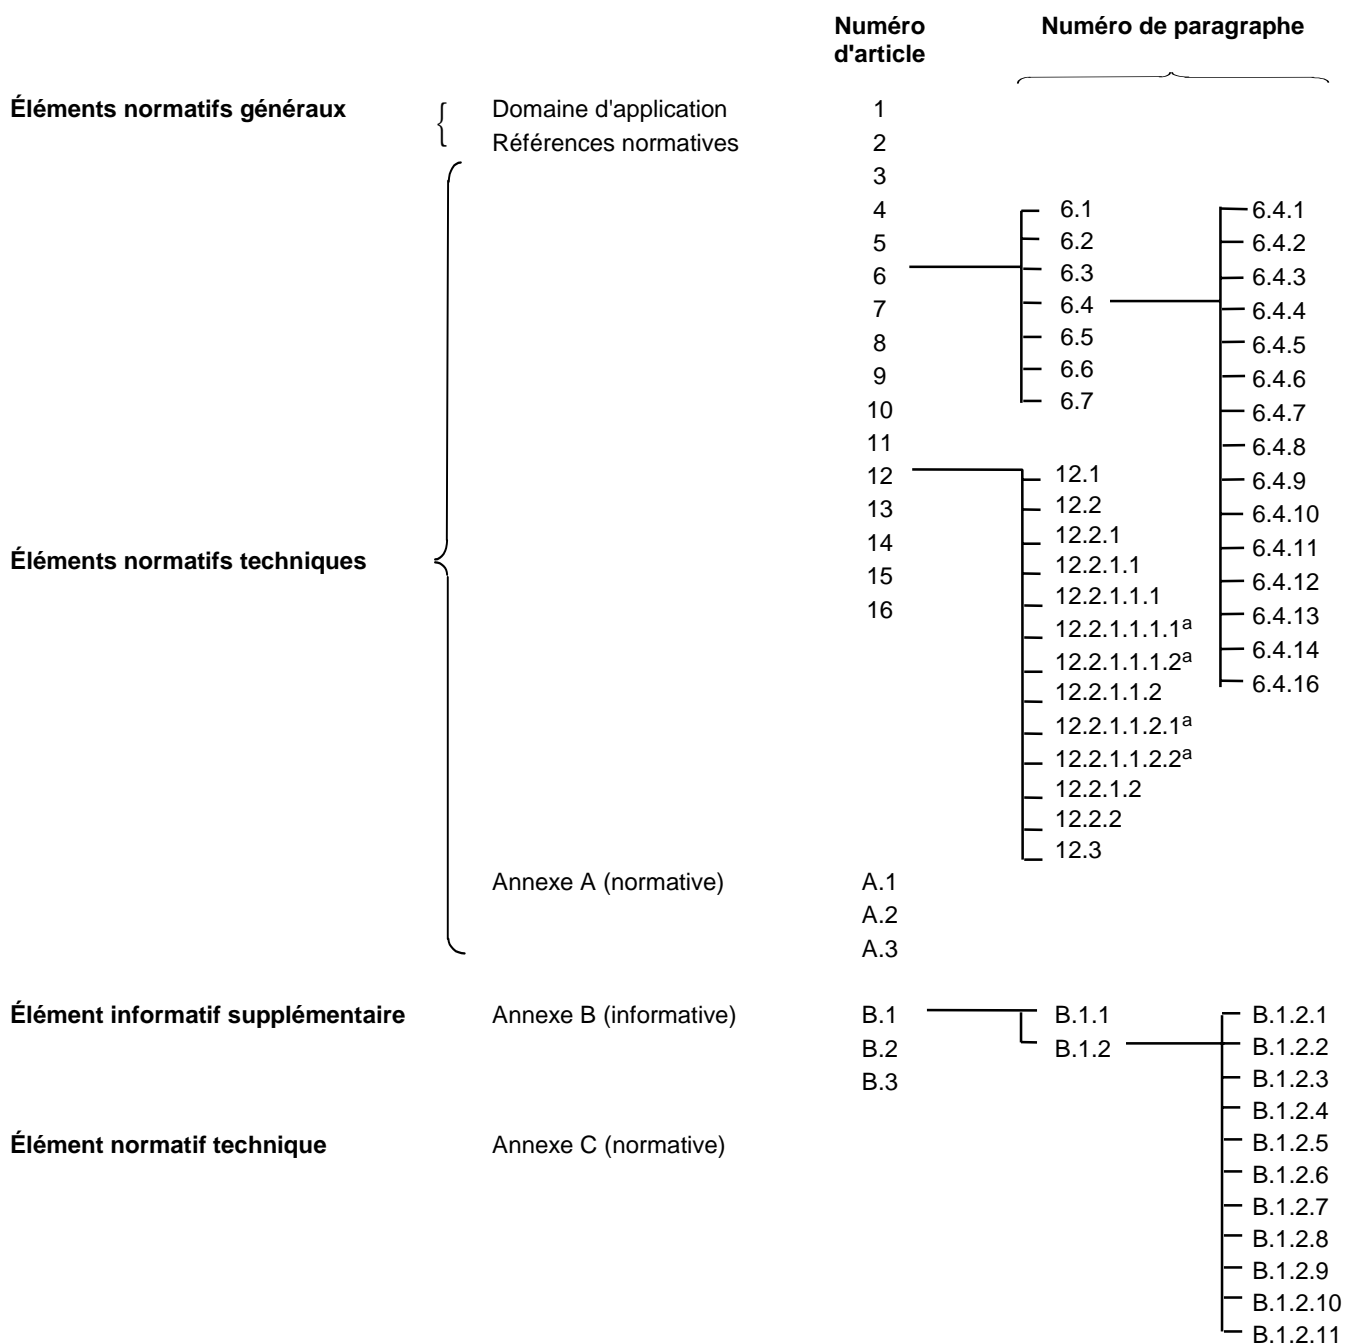 Numéro
d'article
Numéro de paragraphe
Éléments normatifs généraux
Domaine d'application
1
Références normatives
2
3
4
6.1
6.4.1
5
6.2
6.4.2
6
6.3
6.4.3
7
6.4
6.4.4
8
6.5
6.4.5
9
6.6
6.4.6
10
6.7
6.4.7
11
6.4.8
12
12.1
6.4.9
13
12.2
6.4.10
Éléments normatifs techniques
14
12.2.1
6.4.11
15
12.2.1.1
6.4.12
16
12.2.1.1.1
6.4.13
12.2.1.1.1.1a
6.4.14
12.2.1.1.1.2a
6.4.16
12.2.1.1.2
12.2.1.1.2.1a
12.2.1.1.2.2a
12.2.1.2
12.2.2
12.3
Annexe A (normative)
A.1
A.2
A.3
Élément informatif supplémentaire
Annexe B (informative)
B.1
B.1.1
B.1.2.1
B.2
B.1.2
B.1.2.2
B.3
B.1.2.3
B.1.2.4
Élément normatif technique
Annexe C (normative)
B.1.2.5
B.1.2.6
B.1.2.7
B.1.2.8
B.1.2.9
B.1.2.10
B.1.2.11